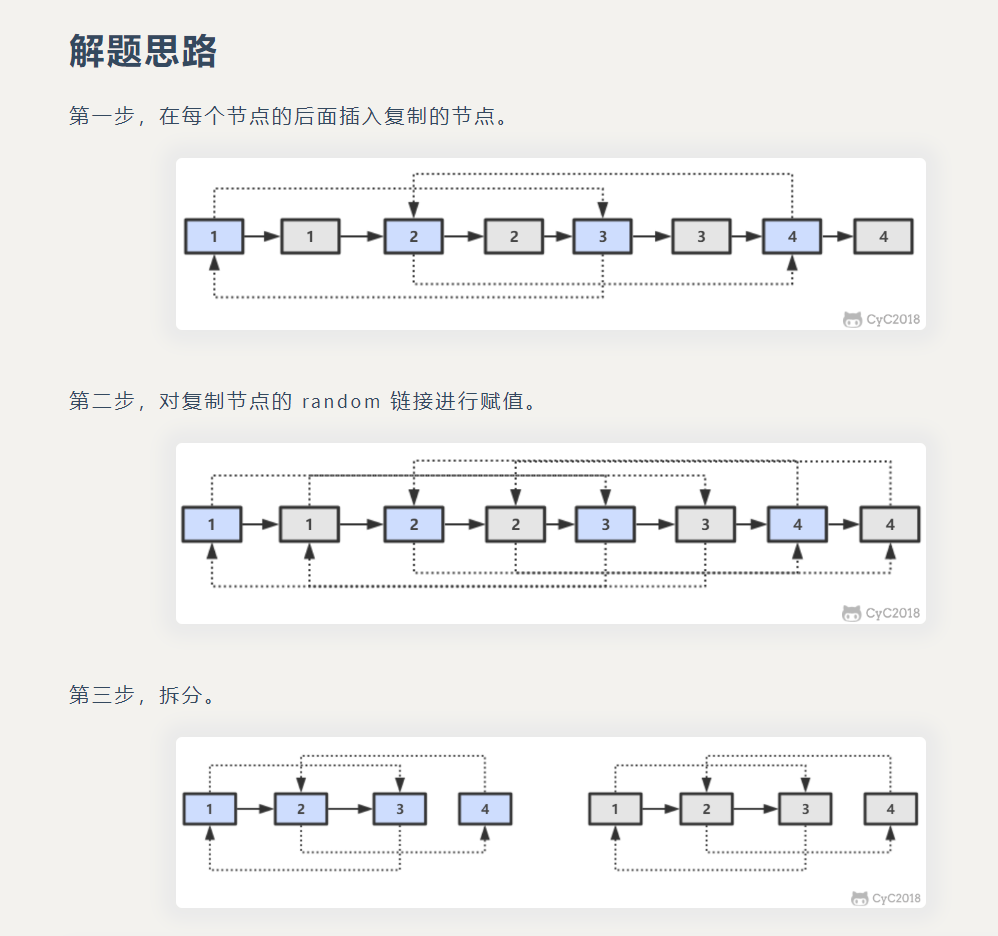 解题思路
第一步，在每个节点的后面插入复制的节点。
1 1 2 2 3 3 4 4
CyC2018
第二步，对复制节点的 random 链接进行赋值。
1 1 2 2 3 3 4 4
CyC2018
第三步，拆分。
1 2 3 4 1 2 3 4
CyC2018